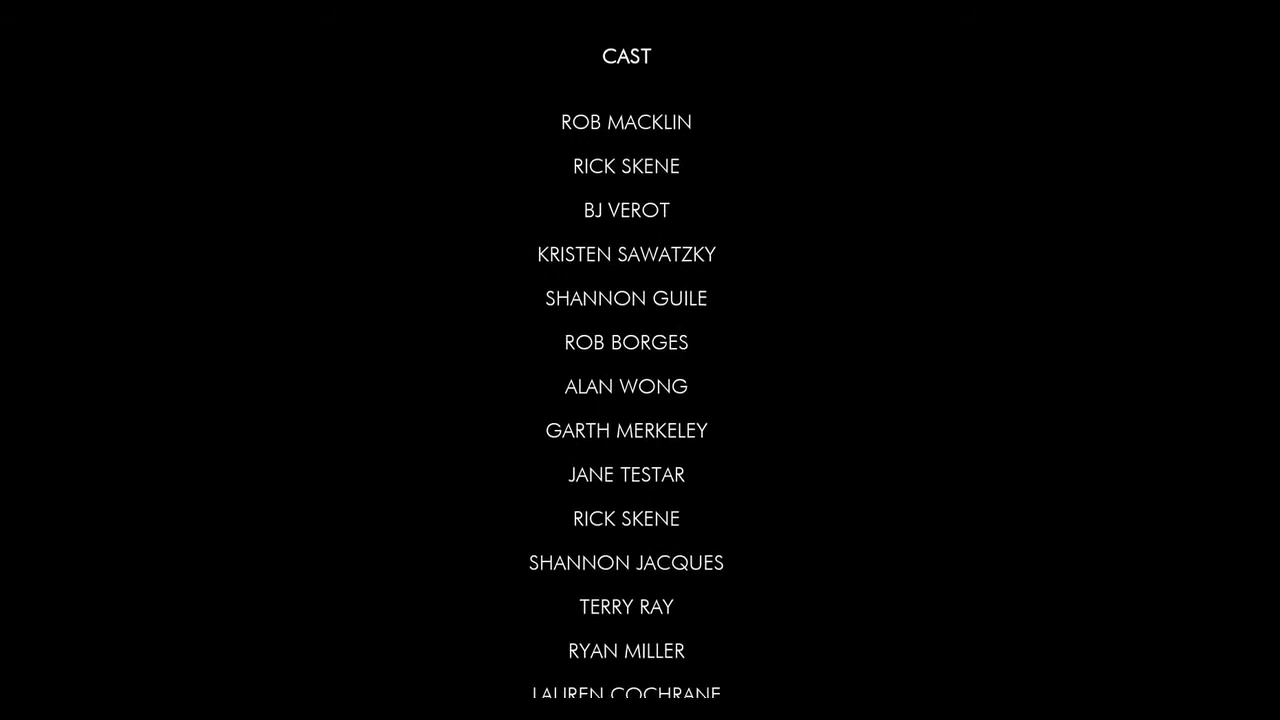 CAST
ROB MACKLIN
RICK SKENE
BJ VEROT
KRISTEN SAWATZKY
SHANNON GUILE
ROB BORGES
ALAN WONG
GARTH MERKELEY
JANE TESTAR
RICK SKENE
SHANNON JACQUES
TERRY RAY
RYAN MILLER
LAUREN COCHRANE